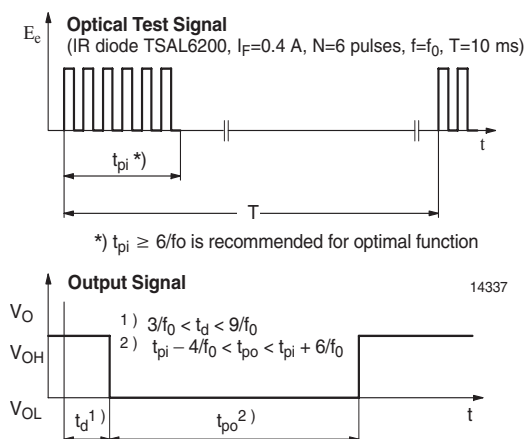 Optical Test Signal
E_e
(IR diode TSAL6200, I_F=0.4 A, N=6 pulses, f=f_0, T=10 ms)
t
t_pi *)
T
*) t_pi ≥ 6/fo is recommended for optimal function
Output Signal
14337
V_O
1) 3/f_0 < t_d < 9/f_0
V_OH
2) t_pi – 4/f_0 < t_po < t_pi + 6/f_0
V_OL
t_d 1)
t_po 2)
t